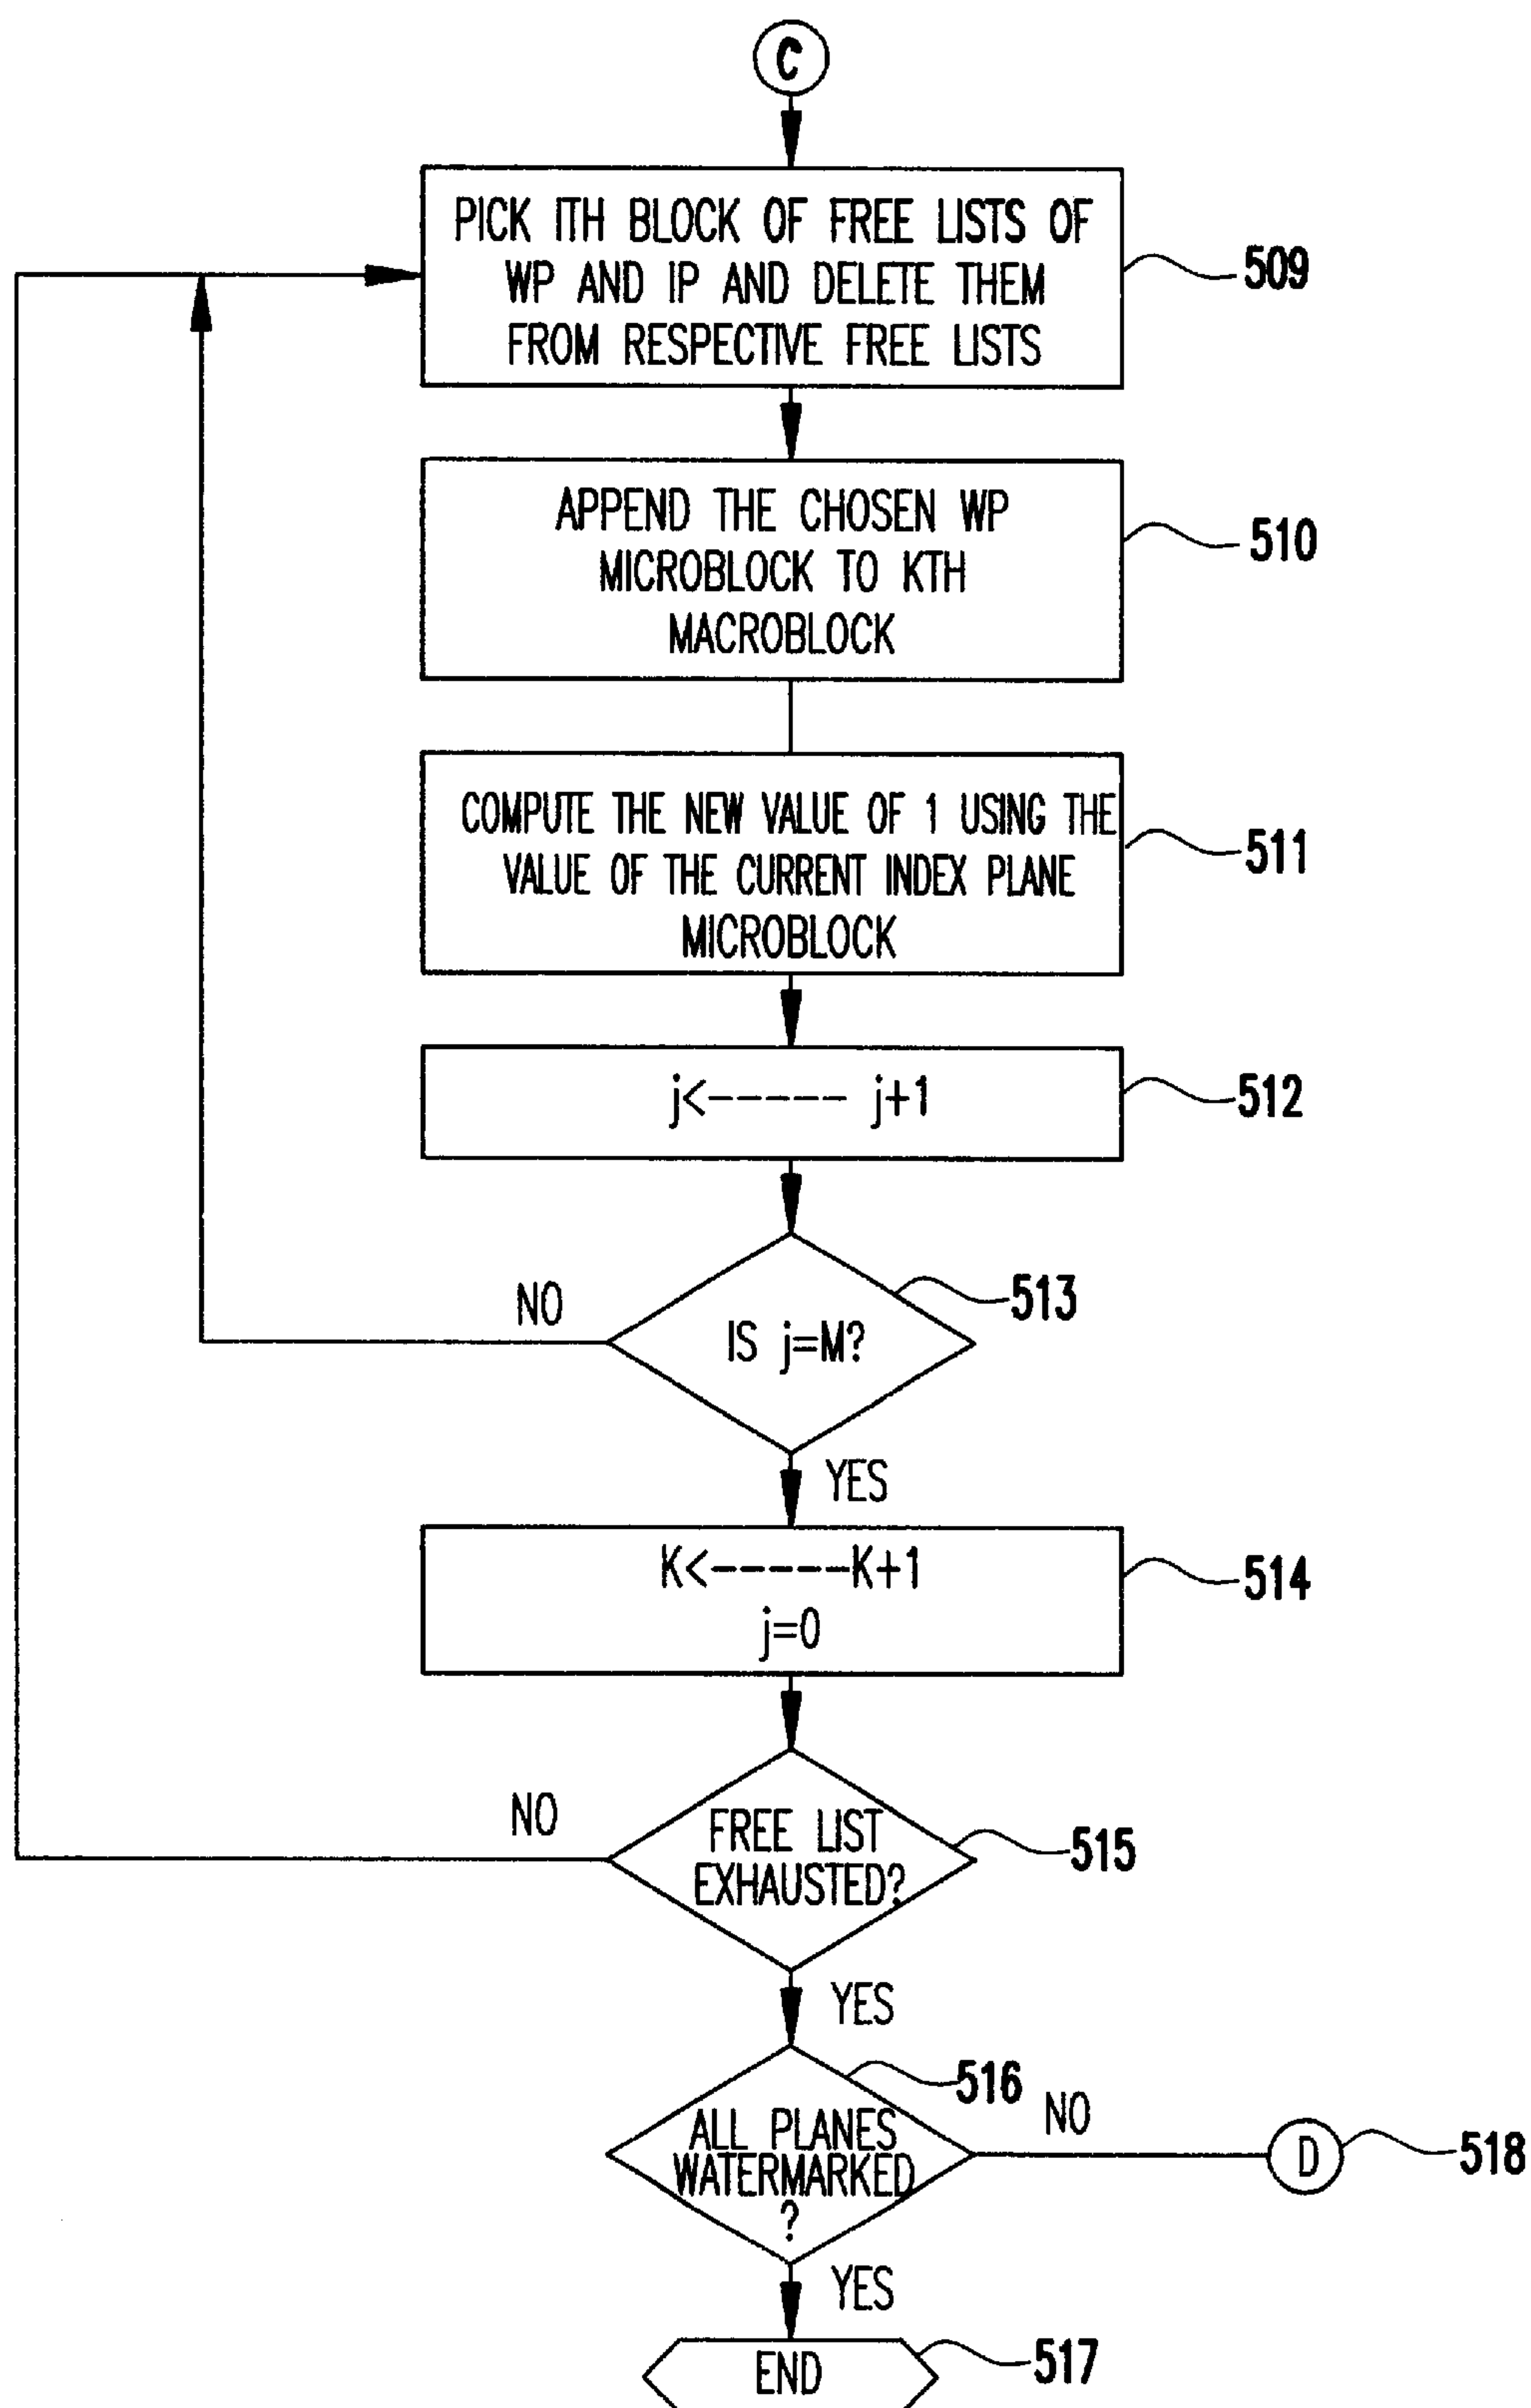 C
PICK ITH BLOCK OF FREE LISTS OF
WP AND IP AND DELETE THEM
FROM RESPECTIVE FREE LISTS
509
APPEND THE CHOSEN WP
MICROBLOCK TO KTH
MACROBLOCK
510
COMPUTE THE NEW VALUE OF 1 USING THE
VALUE OF THE CURRENT INDEX PLANE
MICROBLOCK
511
j<------ j+1
512
IS j=M?
513
NO
YES
K<------K+1
j=0
514
FREE LIST
EXHAUSTED?
515
NO
YES
ALL PLANES
WATERMARKED
?
516
NO
D
518
YES
END
517